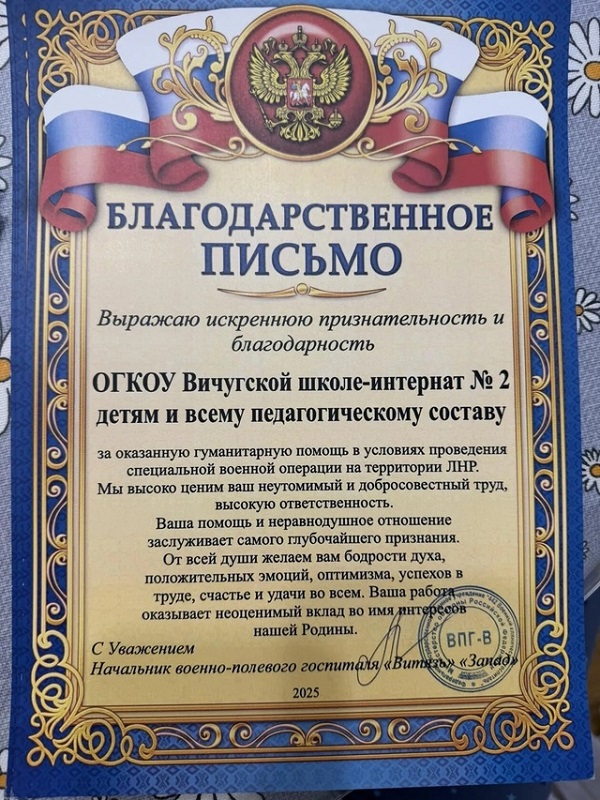 БЛАГОДАРСТВЕННОЕ
ПИСЬМО
Выражаю искреннюю признательность и
благодарность
ОГКОУ Вичугской школе-интернат № 2
детям и всему педагогическому составу
за оказанную гуманитарную помощь в условиях проведения
специальной военной операции на территории ЛНР.
Мы высоко ценим ваш неутомимый и добросовестный труд,
высокую ответственность.
Ваша помощь и неравнодушное отношение
заслуживает самого глубочайшего признания.
От всей души желаем вам бодрости духа,
положительных эмоций, оптимизма, успехов в
труде, счастье и удачи во всем. Ваша работа
оказывает неоценимый вклад во имя интересов
нашей Родины.
С Уважением
Начальник военно-полевого госпиталя «Витязь» «Запад»
ВПГ-В
2025